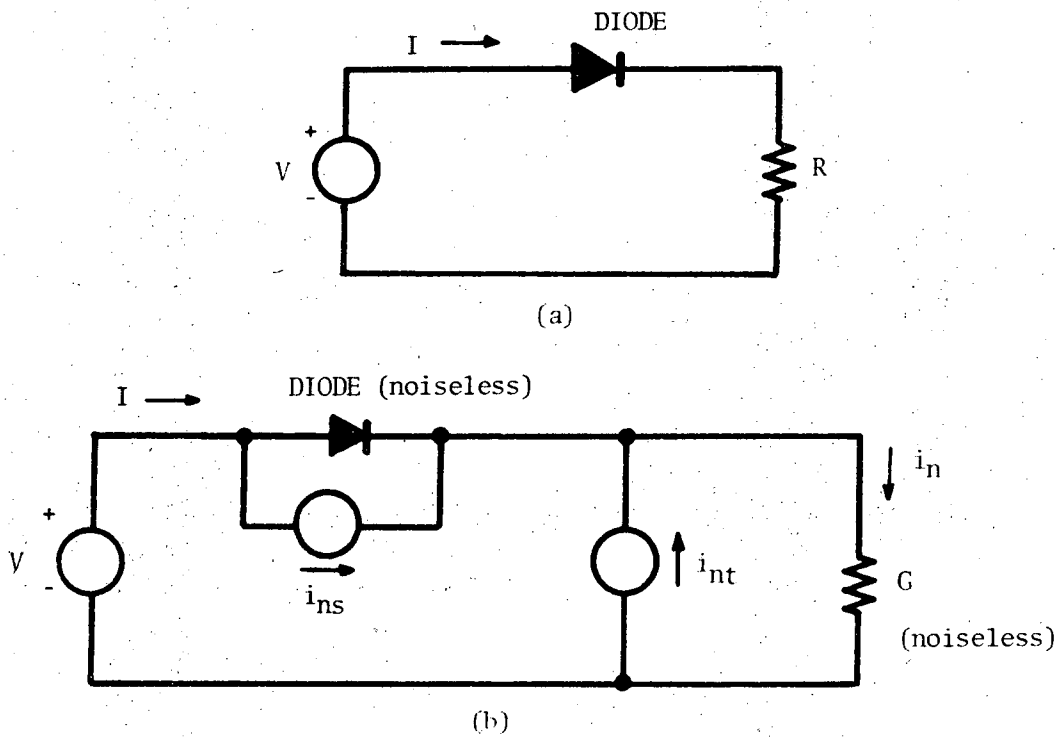 DIODE
I
+
V
-
R
(a)
DIODE (noiseless)
I
i_n
+
V
-
i_ns
i_nt
G
(noiseless)
(b)